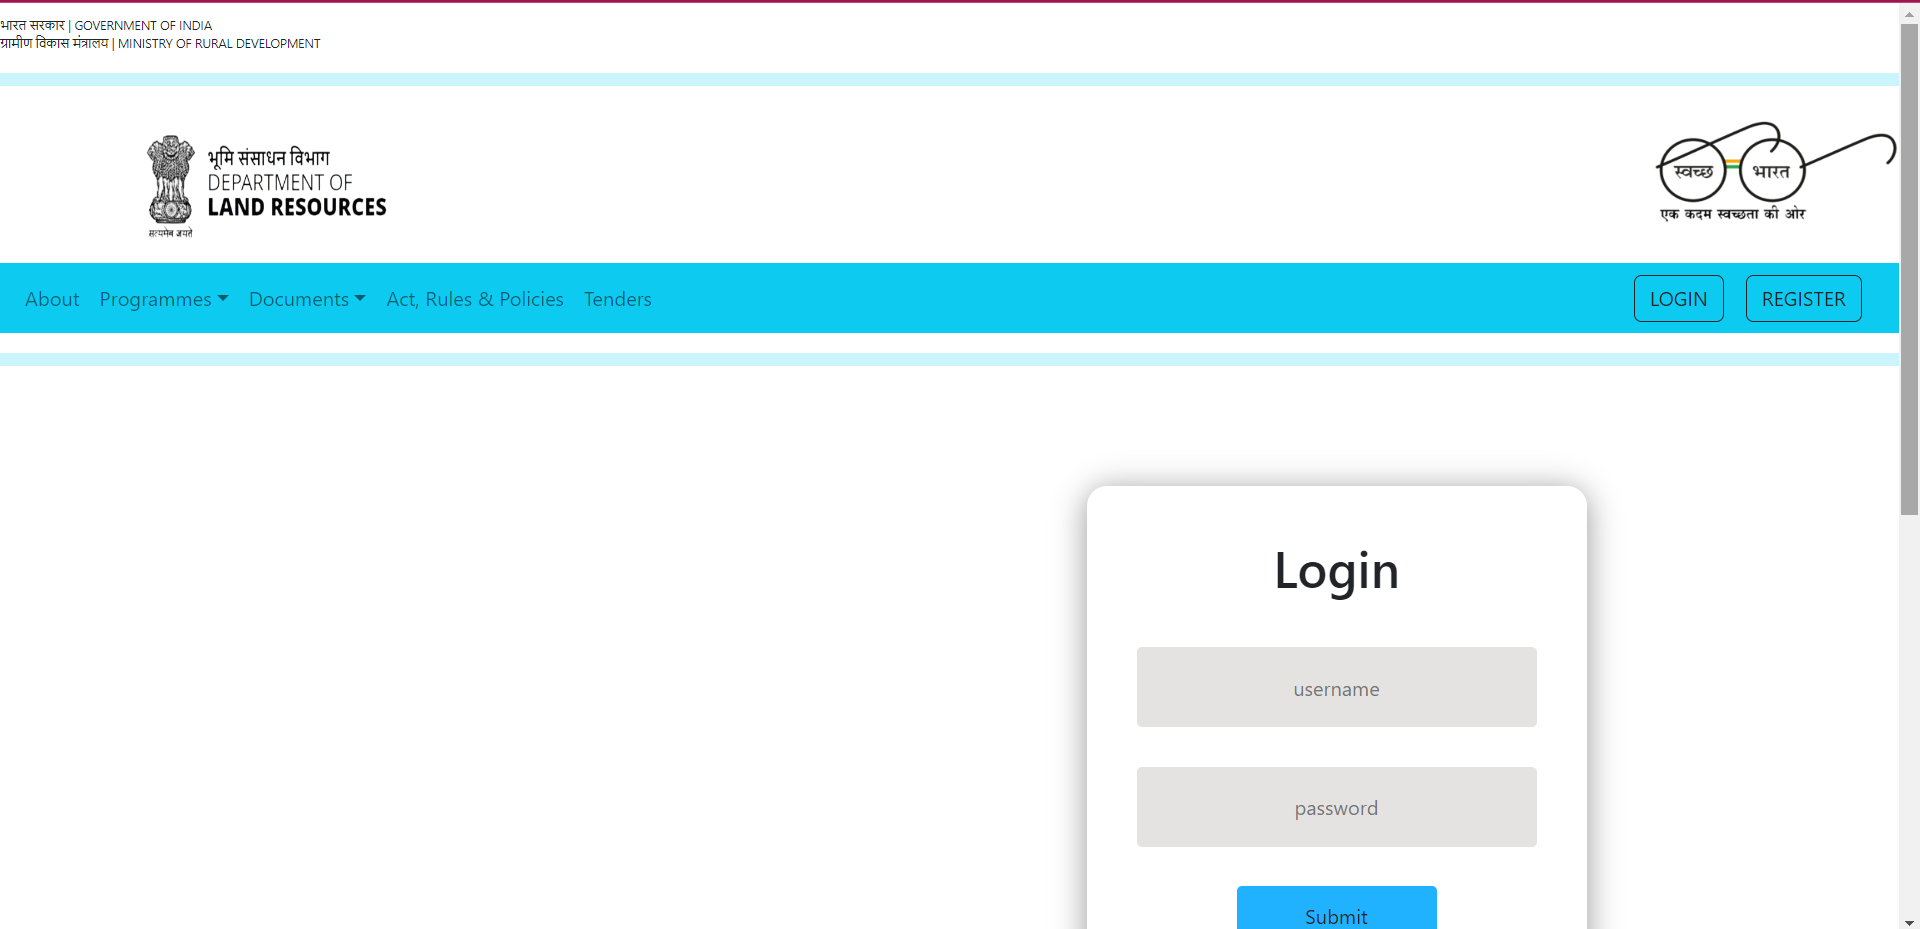 भारत सरकार | GOVERNMENT OF INDIA
ग्रामीण विकास मंत्रालय | MINISTRY OF RURAL DEVELOPMENT
भूमि संसाधन विभाग
DEPARTMENT OF
LAND RESOURCES
सत्यमेव जयते
स्वच्छ भारत
एक कदम स्वच्छता की ओर
About Programmes Documents Act, Rules & Policies Tenders LOGIN REGISTER
Login
username
password
Submit